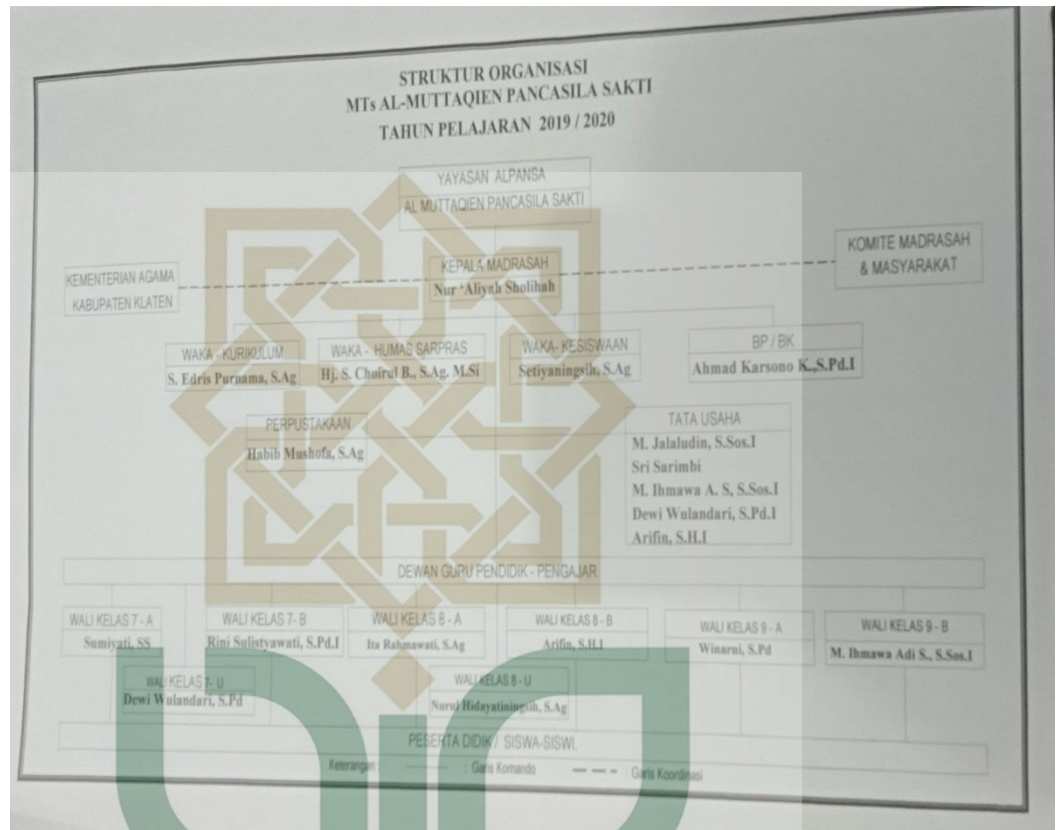 STRUKTUR ORGANISASI
MTs AL-MUTTAQIEN PANCASILA SAKTI
TAHUN PELAJARAN 2019 / 2020
YAYASAN ALPANSA
AL MUTTAQIEN PANCASILA SAKTI
KEMENTERIAN AGAMA
KABUPATEN KLATEN
KEPALA MADRASAH
Nur 'Aliyah Sholihah
KOMITE MADRASAH
& MASYARAKAT
WAKA - KURIKULUM
S. Edris Purnama, S.Ag
WAKA - HUMAS SARPRAS
Hj. S. Choirul B., S.Ag. M.Si
WAKA- KESISWAAN
Setiyaningsih, S.Ag
BP / BK
Ahmad Karsono K.,S.Pd.I
PERPUSTAKAAN
Habib Mushofa, S.Ag
TATA USAHA
M. Jalaludin, S.Sos.I
Sri Sarimbi
M. Ihmawa A. S, S.Sos.I
Dewi Wulandari, S.Pd.I
Arifin, S.H.I
DEWAN GURU PENDIDIK - PENGAJAR
WALI KELAS 7 - A
Sumiyati, SS
WALI KELAS 7- B
Rini Sulistyawati, S.Pd.I
WALI KELAS 8 - A
Ita Rahmawati, S.Ag
WALI KELAS 8 - B
Arifin, S.H.I
WALI KELAS 9 - A
Winarni, S.Pd
WALI KELAS 9 - B
M. Ihmawa Adi S., S.Sos.I
WALI KELAS 7- U
Dewi Wulandari, S.Pd
WALI KELAS 8 - U
Nurul Hidayatiningsih, S.Ag
PESERTA DIDIK / SISWA-SISWI.
Keterangan : Garis Komando Garis Koordinasi